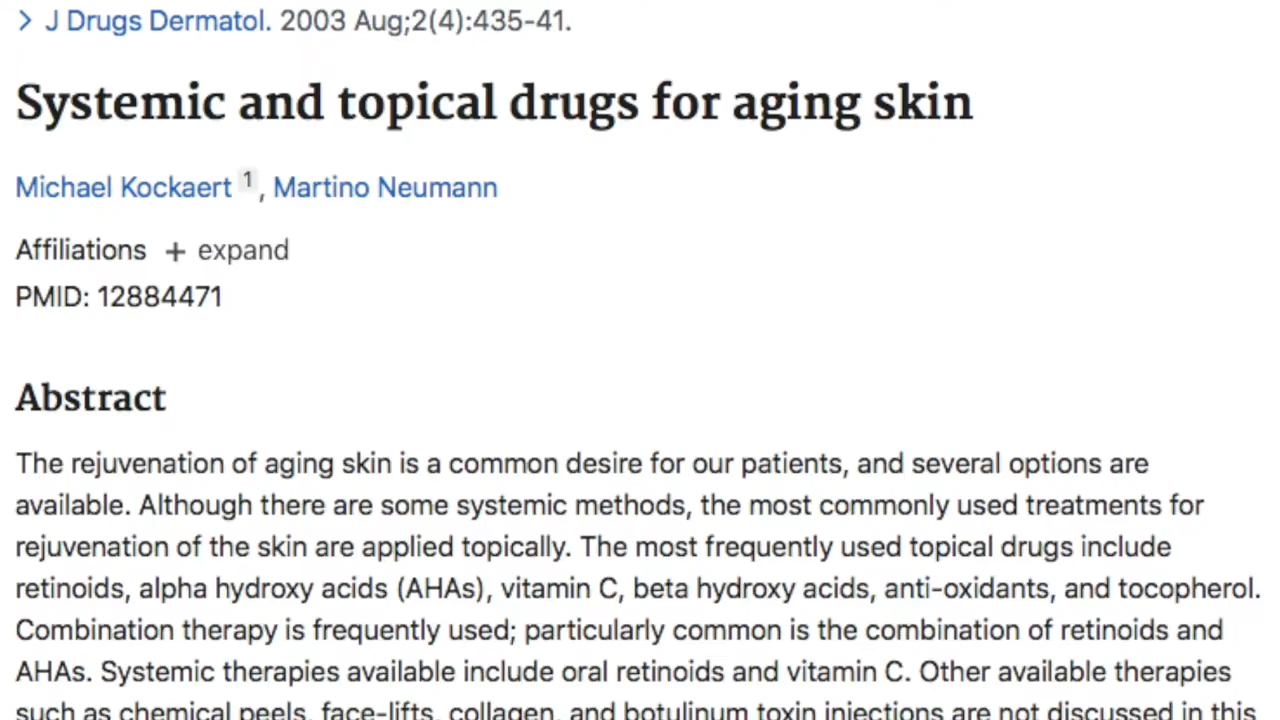 > J Drugs Dermatol. 2003 Aug;2(4):435-41.
Systemic and topical drugs for aging skin
Michael Kockaert 1, Martino Neumann
Affiliations + expand
PMID: 12884471
Abstract
The rejuvenation of aging skin is a common desire for our patients, and several options are
available. Although there are some systemic methods, the most commonly used treatments for
rejuvenation of the skin are applied topically. The most frequently used topical drugs include
retinoids, alpha hydroxy acids (AHAs), vitamin C, beta hydroxy acids, anti-oxidants, and tocopherol.
Combination therapy is frequently used; particularly common is the combination of retinoids and
AHAs. Systemic therapies available include oral retinoids and vitamin C. Other available therapies
such as chemical peels, face-lifts, collagen, and botulinum toxin injections are not discussed in this